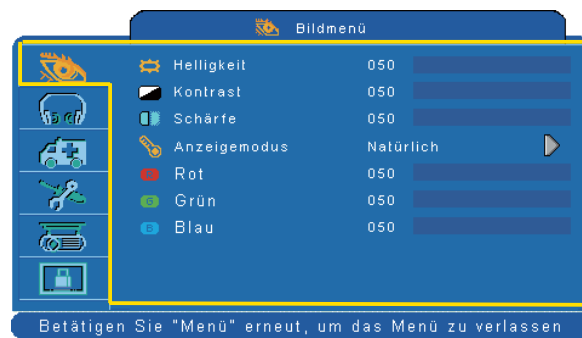 Bildmenü
Helligkeit 050
Kontrast 050
Schärfe 050
Anzeigemodus Natürlich
Rot 050
G Grün 050
B Blau 050
Betätigen Sie "Menü" erneut, um das Menü zu verlassen